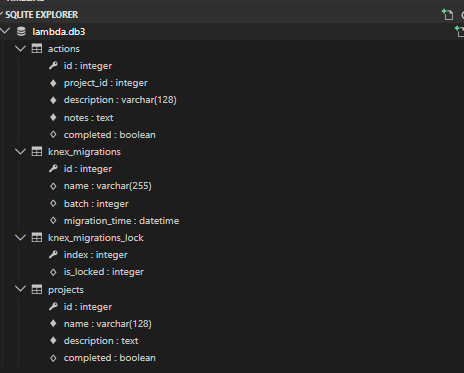 SQLITE EXPLORER
lambda.db3
actions
id : integer
project_id : integer
description : varchar(128)
notes : text
completed : boolean
knex_migrations
id : integer
name : varchar(255)
batch : integer
migration_time : datetime
knex_migrations_lock
index : integer
is_locked : integer
projects
id : integer
name : varchar(128)
description : text
completed : boolean